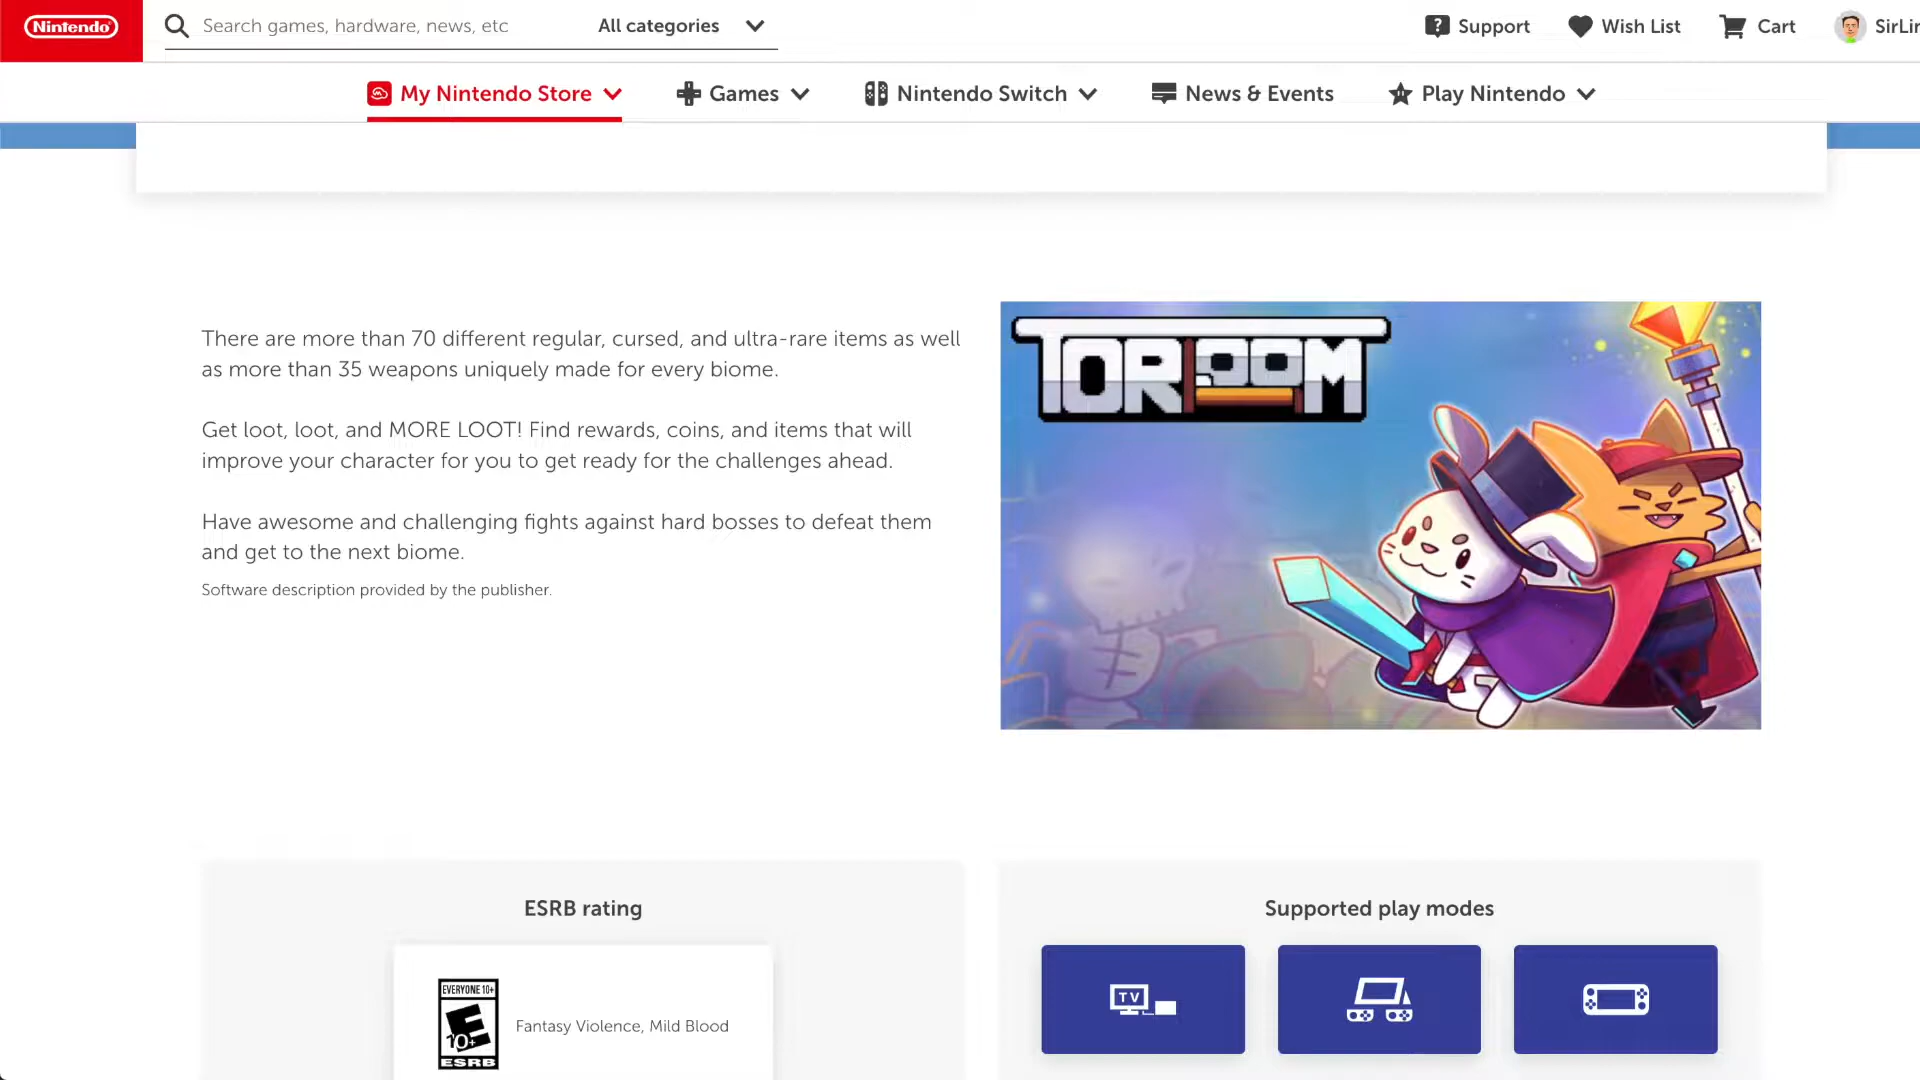 Nintendo
Search games, hardware, news, etc
All categories
Support
Wish List
Cart
SirLin
My Nintendo Store
Games
Nintendo Switch
News & Events
Play Nintendo
There are more than 70 different regular, cursed, and ultra-rare items as well
as more than 35 weapons uniquely made for every biome.
Get loot, loot, and MORE LOOT! Find rewards, coins, and items that will
improve your character for you to get ready for the challenges ahead.
Have awesome and challenging fights against hard bosses to defeat them
and get to the next biome.
Software description provided by the publisher.
TOROOM
ESRB rating
EVERYONE 10+
E
10+
ESRB
Fantasy Violence, Mild Blood
Supported play modes
TV